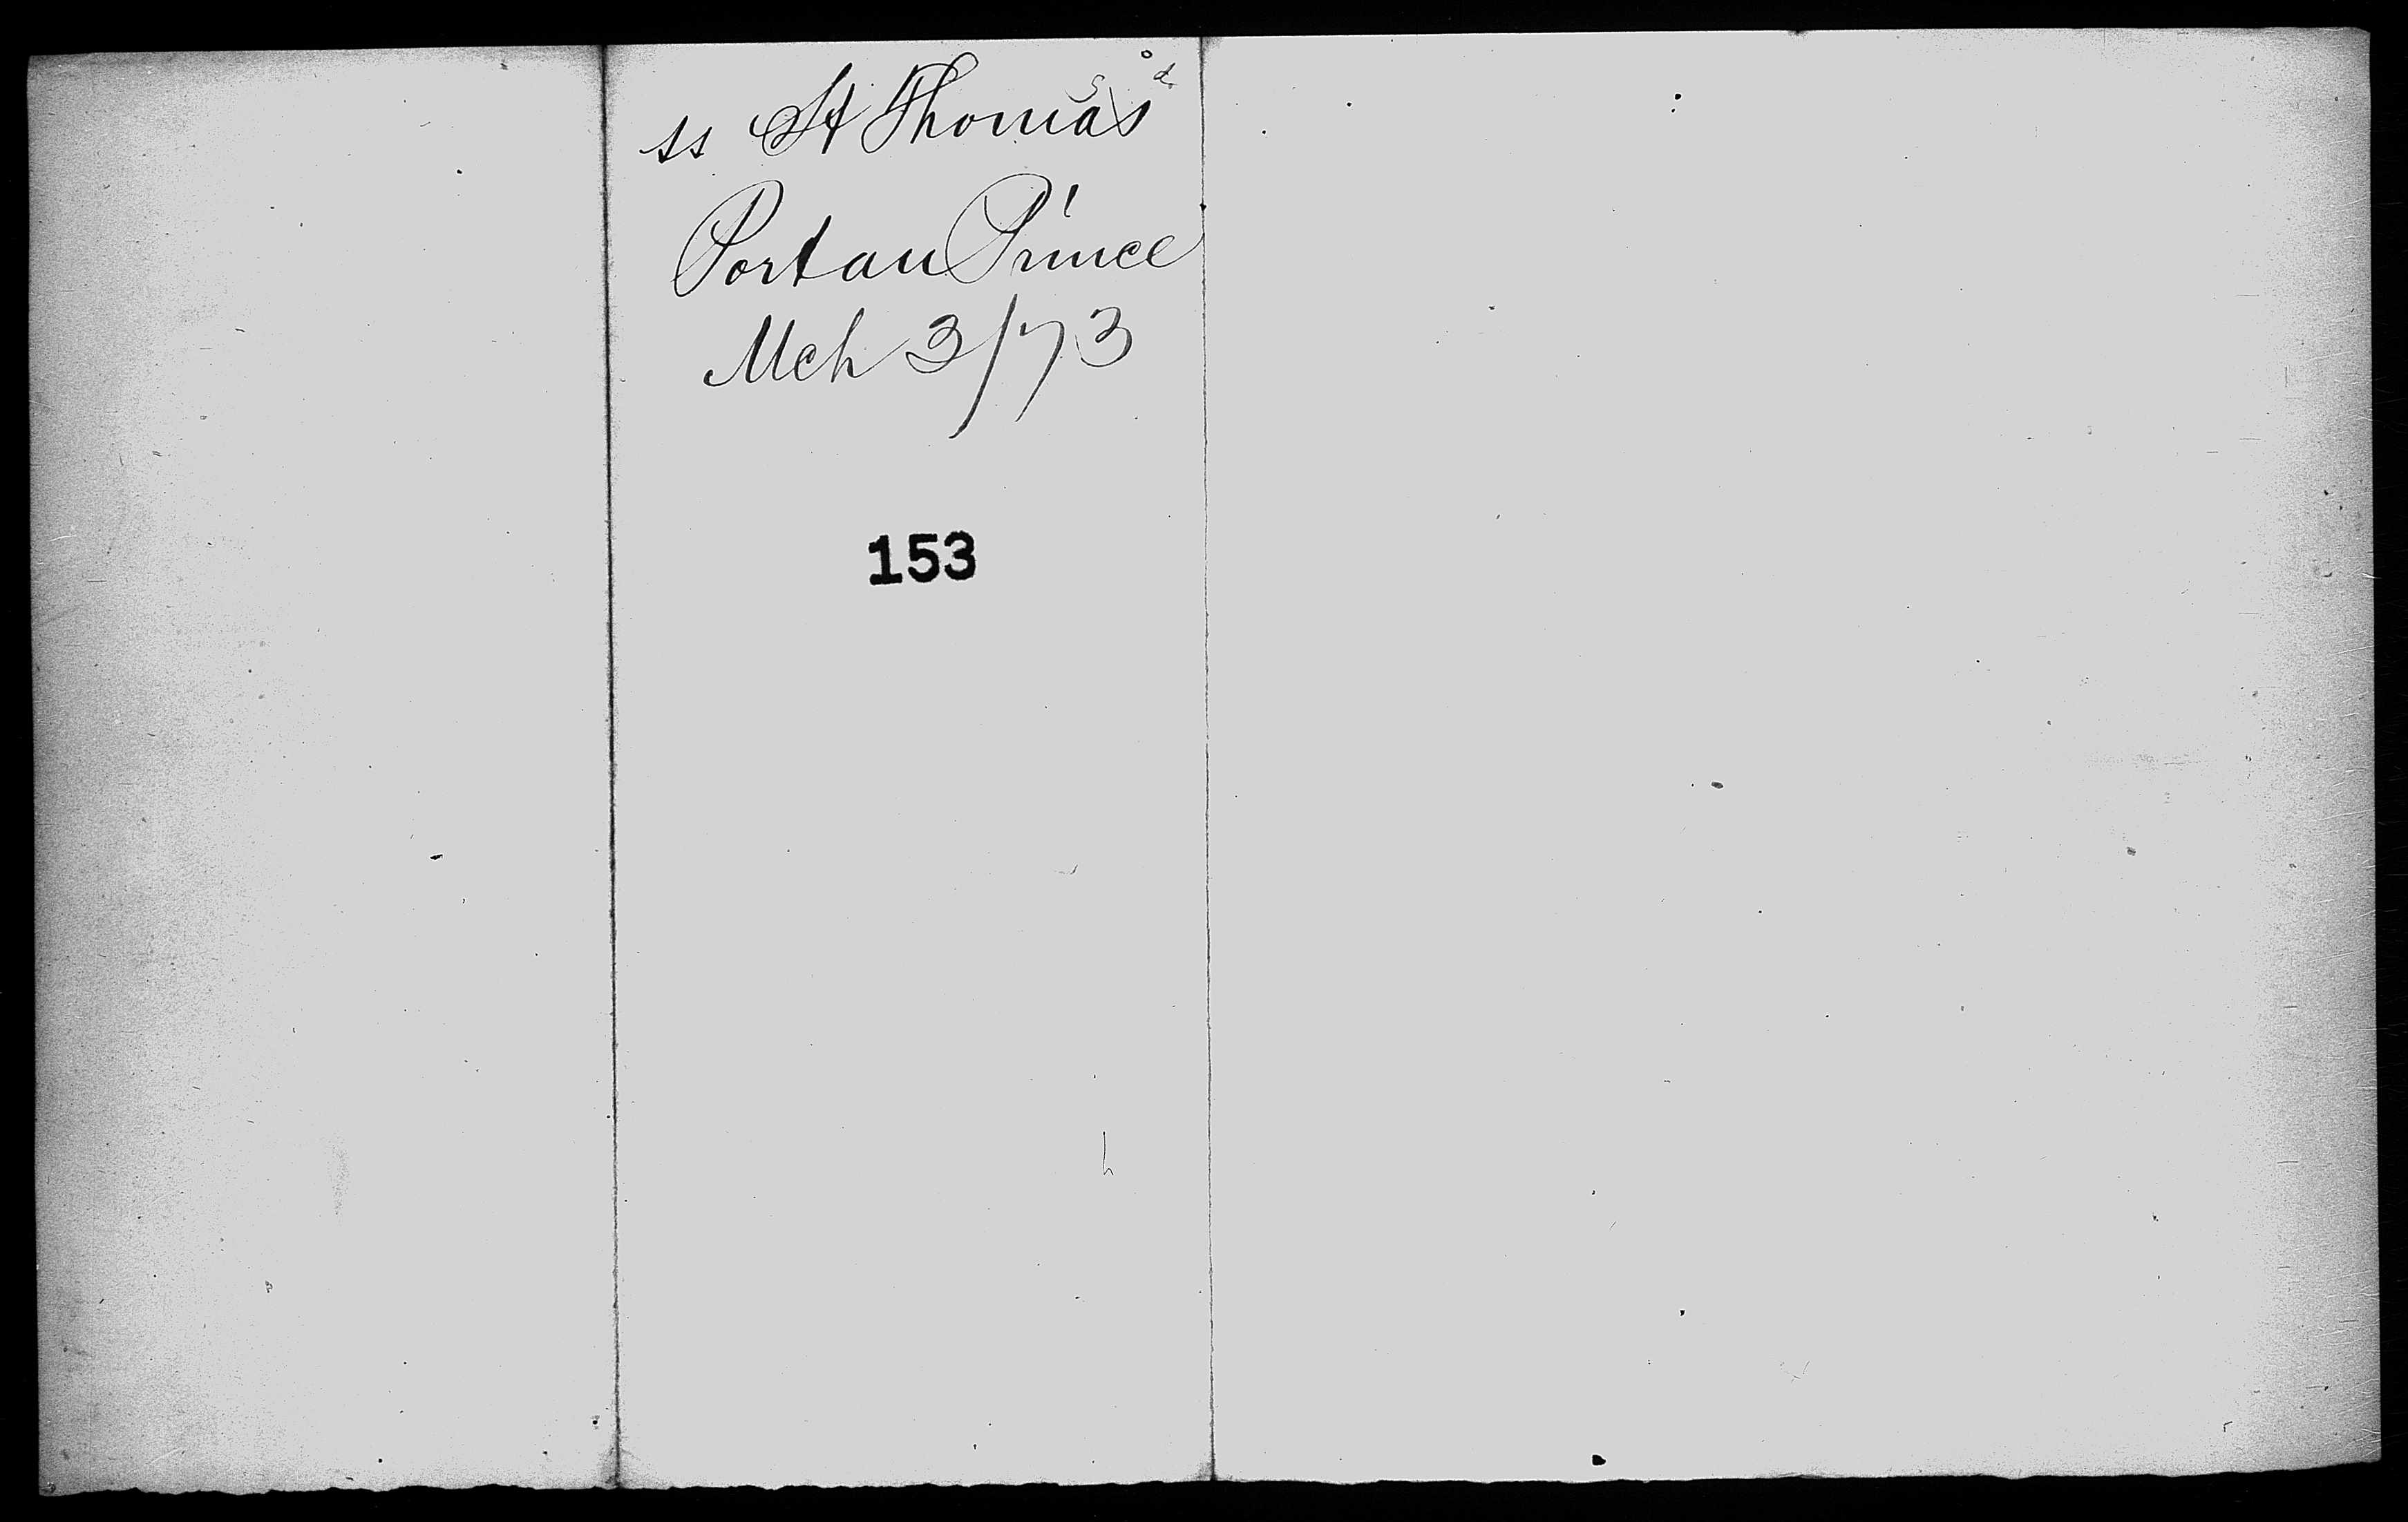 ss St Thomas
Port au Prince
Mch 3/73
153